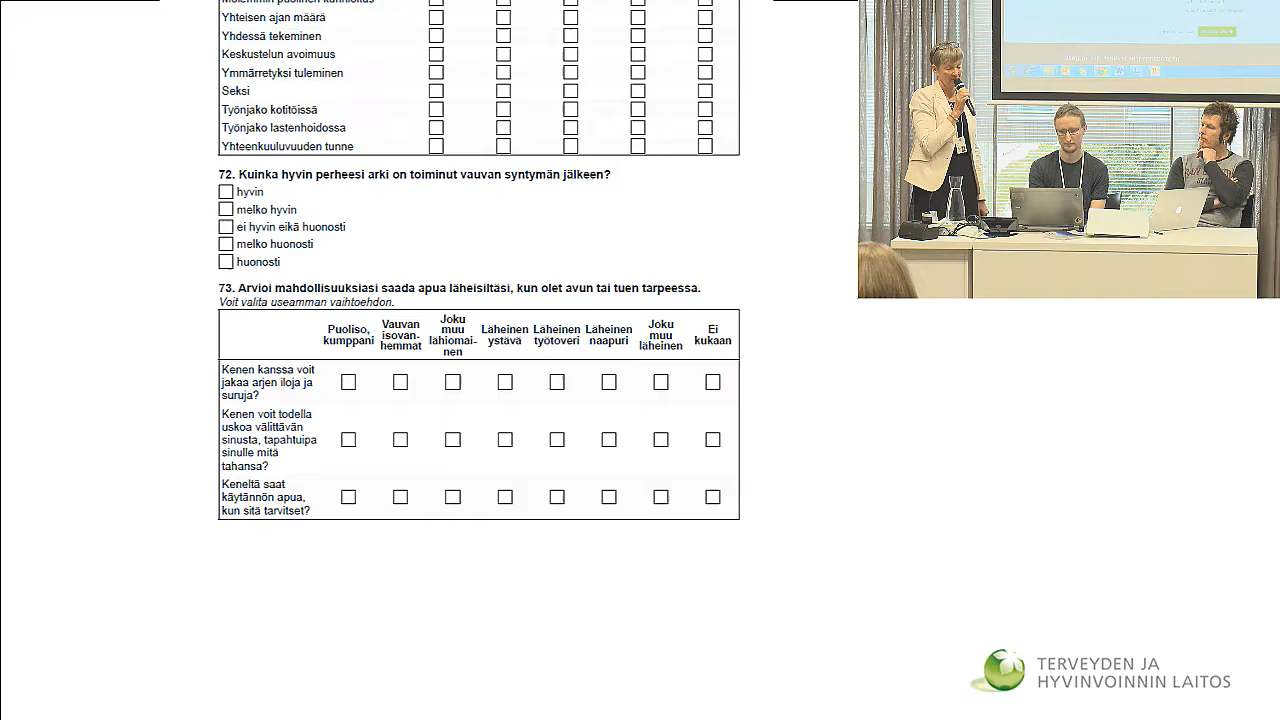 Molemmin puolinen kunnioitus
Yhteisen ajan määrä
Yhdessä tekeminen
Keskustelun avoimuus
Ymmärretyksi tuleminen
Seksi
Työnjako kotitöissä
Työnjako lastenhoidossa
Yhteenkuuluvuuden tunne
72. Kuinka hyvin perheesi arki on toiminut vauvan syntymän jälkeen?
hyvin
melko hyvin
ei hyvin eikä huonosti
melko huonosti
huonosti
73. Arvioi mahdollisuuksiasi saada apua läheisiltäsi, kun olet avun tai tuen tarpeessa.
Voit valita useamman vaihtoehdon.
Puoliso, kumppani
Vauvan isovan-hemmat
Joku muu lähiomai-nen
Läheinen ystävä
Läheinen työtoveri
Läheinen naapuri
Joku muu läheinen
Ei kukaan
Kenen kanssa voit
jakaa arjen iloja ja
suruja?
Kenen voit todella
uskoa välittävän
sinusta, tapahtuipa
sinulle mitä
tahansa?
Keneltä saat
käytännön apua,
kun sitä tarvitset?
TERVEYDEN JA
HYVINVOINNIN LAITOS